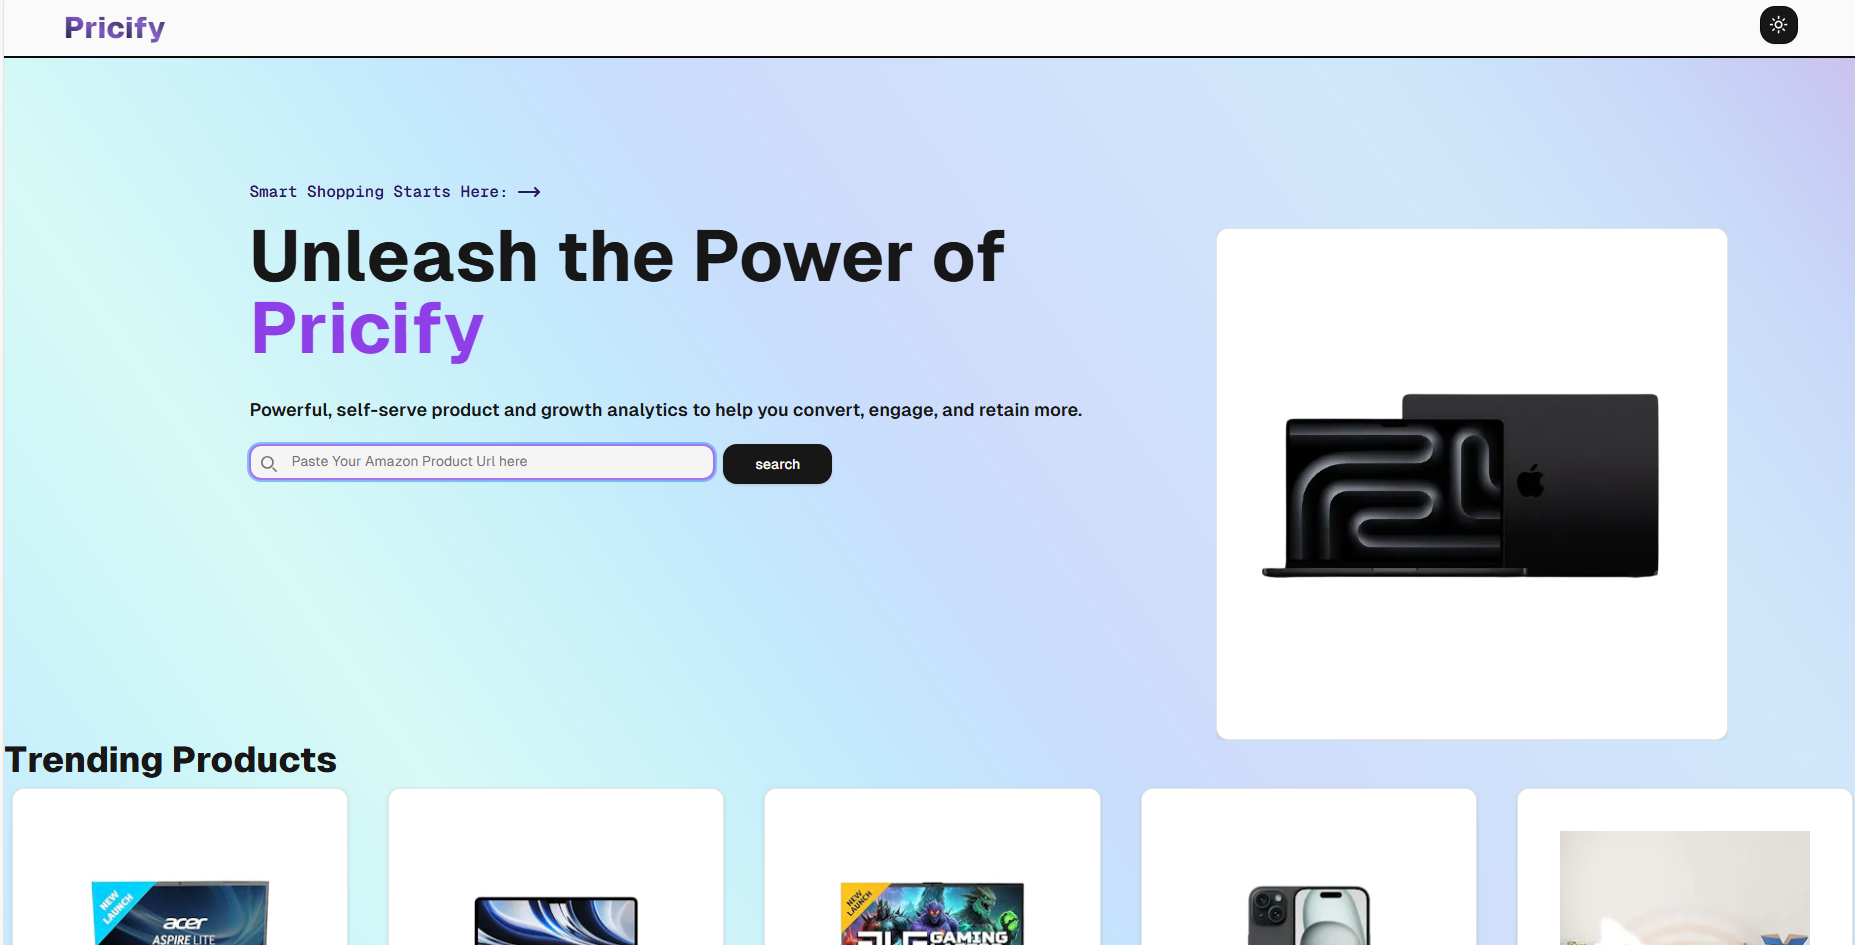 Pricify
Smart Shopping Starts Here:
Unleash the Power of
Pricify
Powerful, self-serve product and growth analytics to help you convert, engage, and retain more.
Paste Your Amazon Product Url here
search
Trending Products
NEW
LAUNCH
acer
ASPIRE LITE
NEW
LAUNCH
GAMING